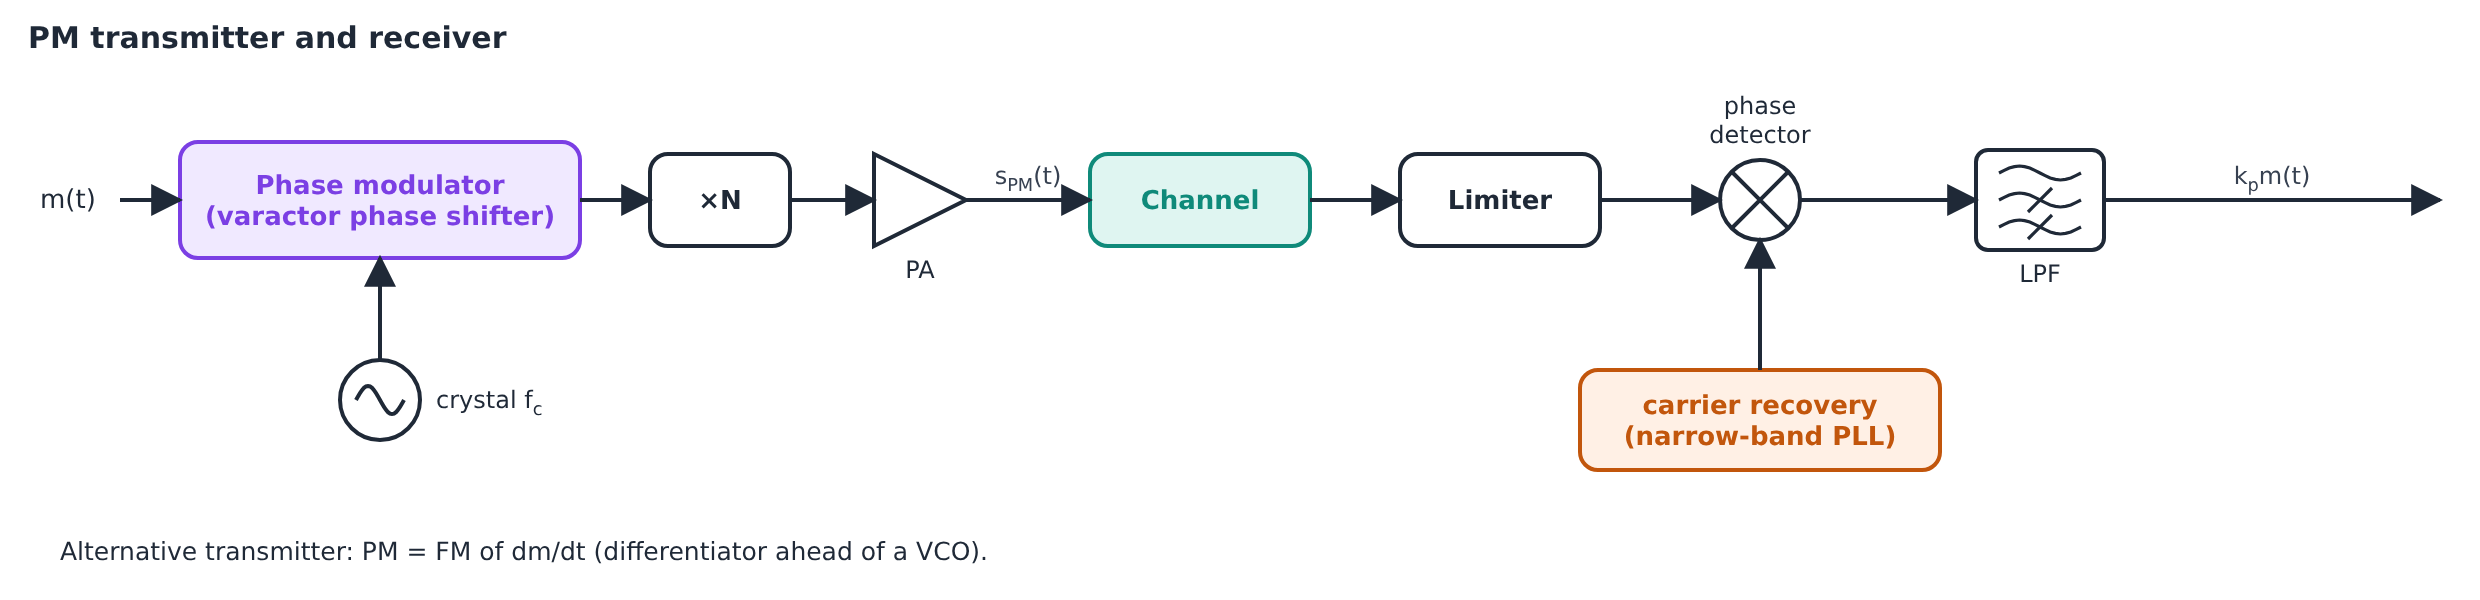 PM transmitter and receiver
phase
detector
m(t)
Phase modulator
(varactor phase shifter)
×N
PA
sPM(t)
Channel
Limiter
LPF
kpm(t)
crystal fc
carrier recovery
(narrow-band PLL)
Alternative transmitter: PM = FM of dm/dt (differentiator ahead of a VCO).